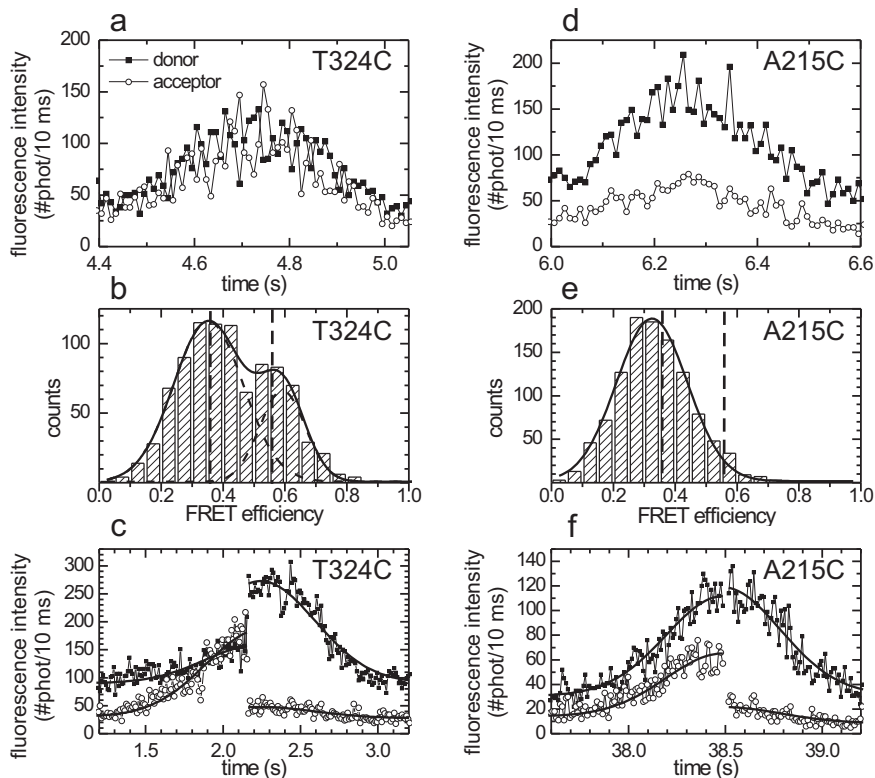 a
T324C
donor
acceptor
fluorescence intensity
(#phot/10 ms)
200
150
100
50
0
4.4
4.6
4.8
5.0
time (s)
d
A215C
fluorescence intensity
(#phot/10 ms)
250
200
150
100
50
0
6.0
6.2
6.4
6.6
time (s)
b
T324C
counts
100
50
0
0.0
0.2
0.4
0.6
0.8
1.0
FRET efficiency
e
A215C
counts
200
150
100
50
0
0.0
0.2
0.4
0.6
0.8
1.0
FRET efficiency
c
T324C
fluorescence intensity
(#phot/10 ms)
300
250
200
150
100
50
0
1.5
2.0
2.5
3.0
time (s)
f
A215C
fluorescence intensity
(#phot/10 ms)
140
120
100
80
60
40
20
0
38.0
38.5
39.0
time (s)